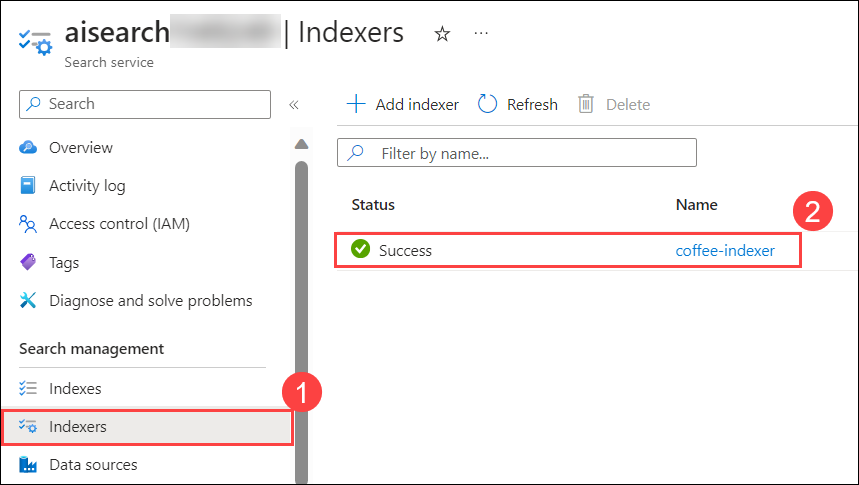 aisearch | Indexers ☆ ...
Search service
Search «
Overview
Activity log
Access control (IAM)
Tags
Diagnose and solve problems
Search management
Indexes
Indexers
Data sources
1
+ Add indexer Refresh Delete
Filter by name...
Status Name
2
Success coffee-indexer